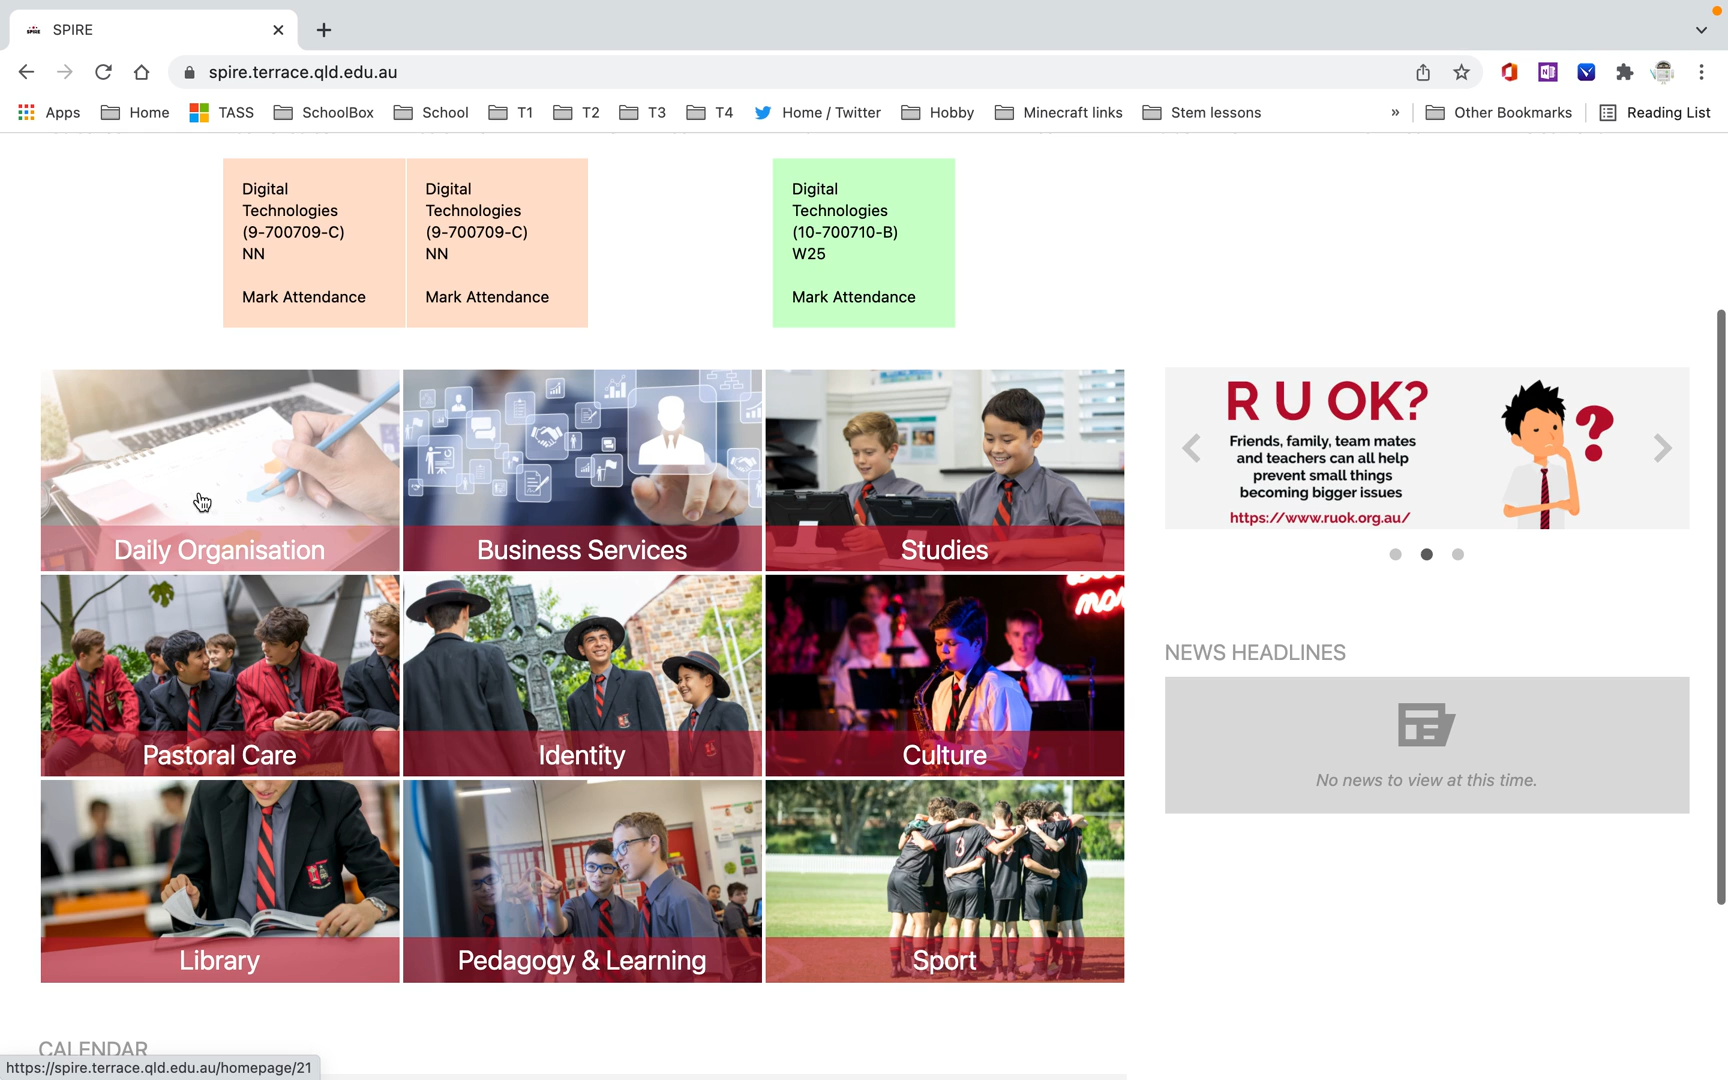 SPIRE
spire.terrace.qld.edu.au
Apps Home TASS SchoolBox School T1 T2 T3 T4 Home / Twitter Hobby Minecraft links Stem lessons » Other Bookmarks Reading List
Digital
Technologies
(9-700709-C)
NN
Mark Attendance
Digital
Technologies
(9-700709-C)
NN
Mark Attendance
Digital
Technologies
(10-700710-B)
W25
Mark Attendance
Daily Organisation
Business Services
Studies
Pastoral Care
Identity
Culture
Library
Pedagogy & Learning
Sport
R U OK?
Friends, family, team mates
and teachers can all help
prevent small things
becoming bigger issues
https://www.ruok.org.au/
?
NEWS HEADLINES
No news to view at this time.
CALENDAR
https://spire.terrace.qld.edu.au/homepage/21